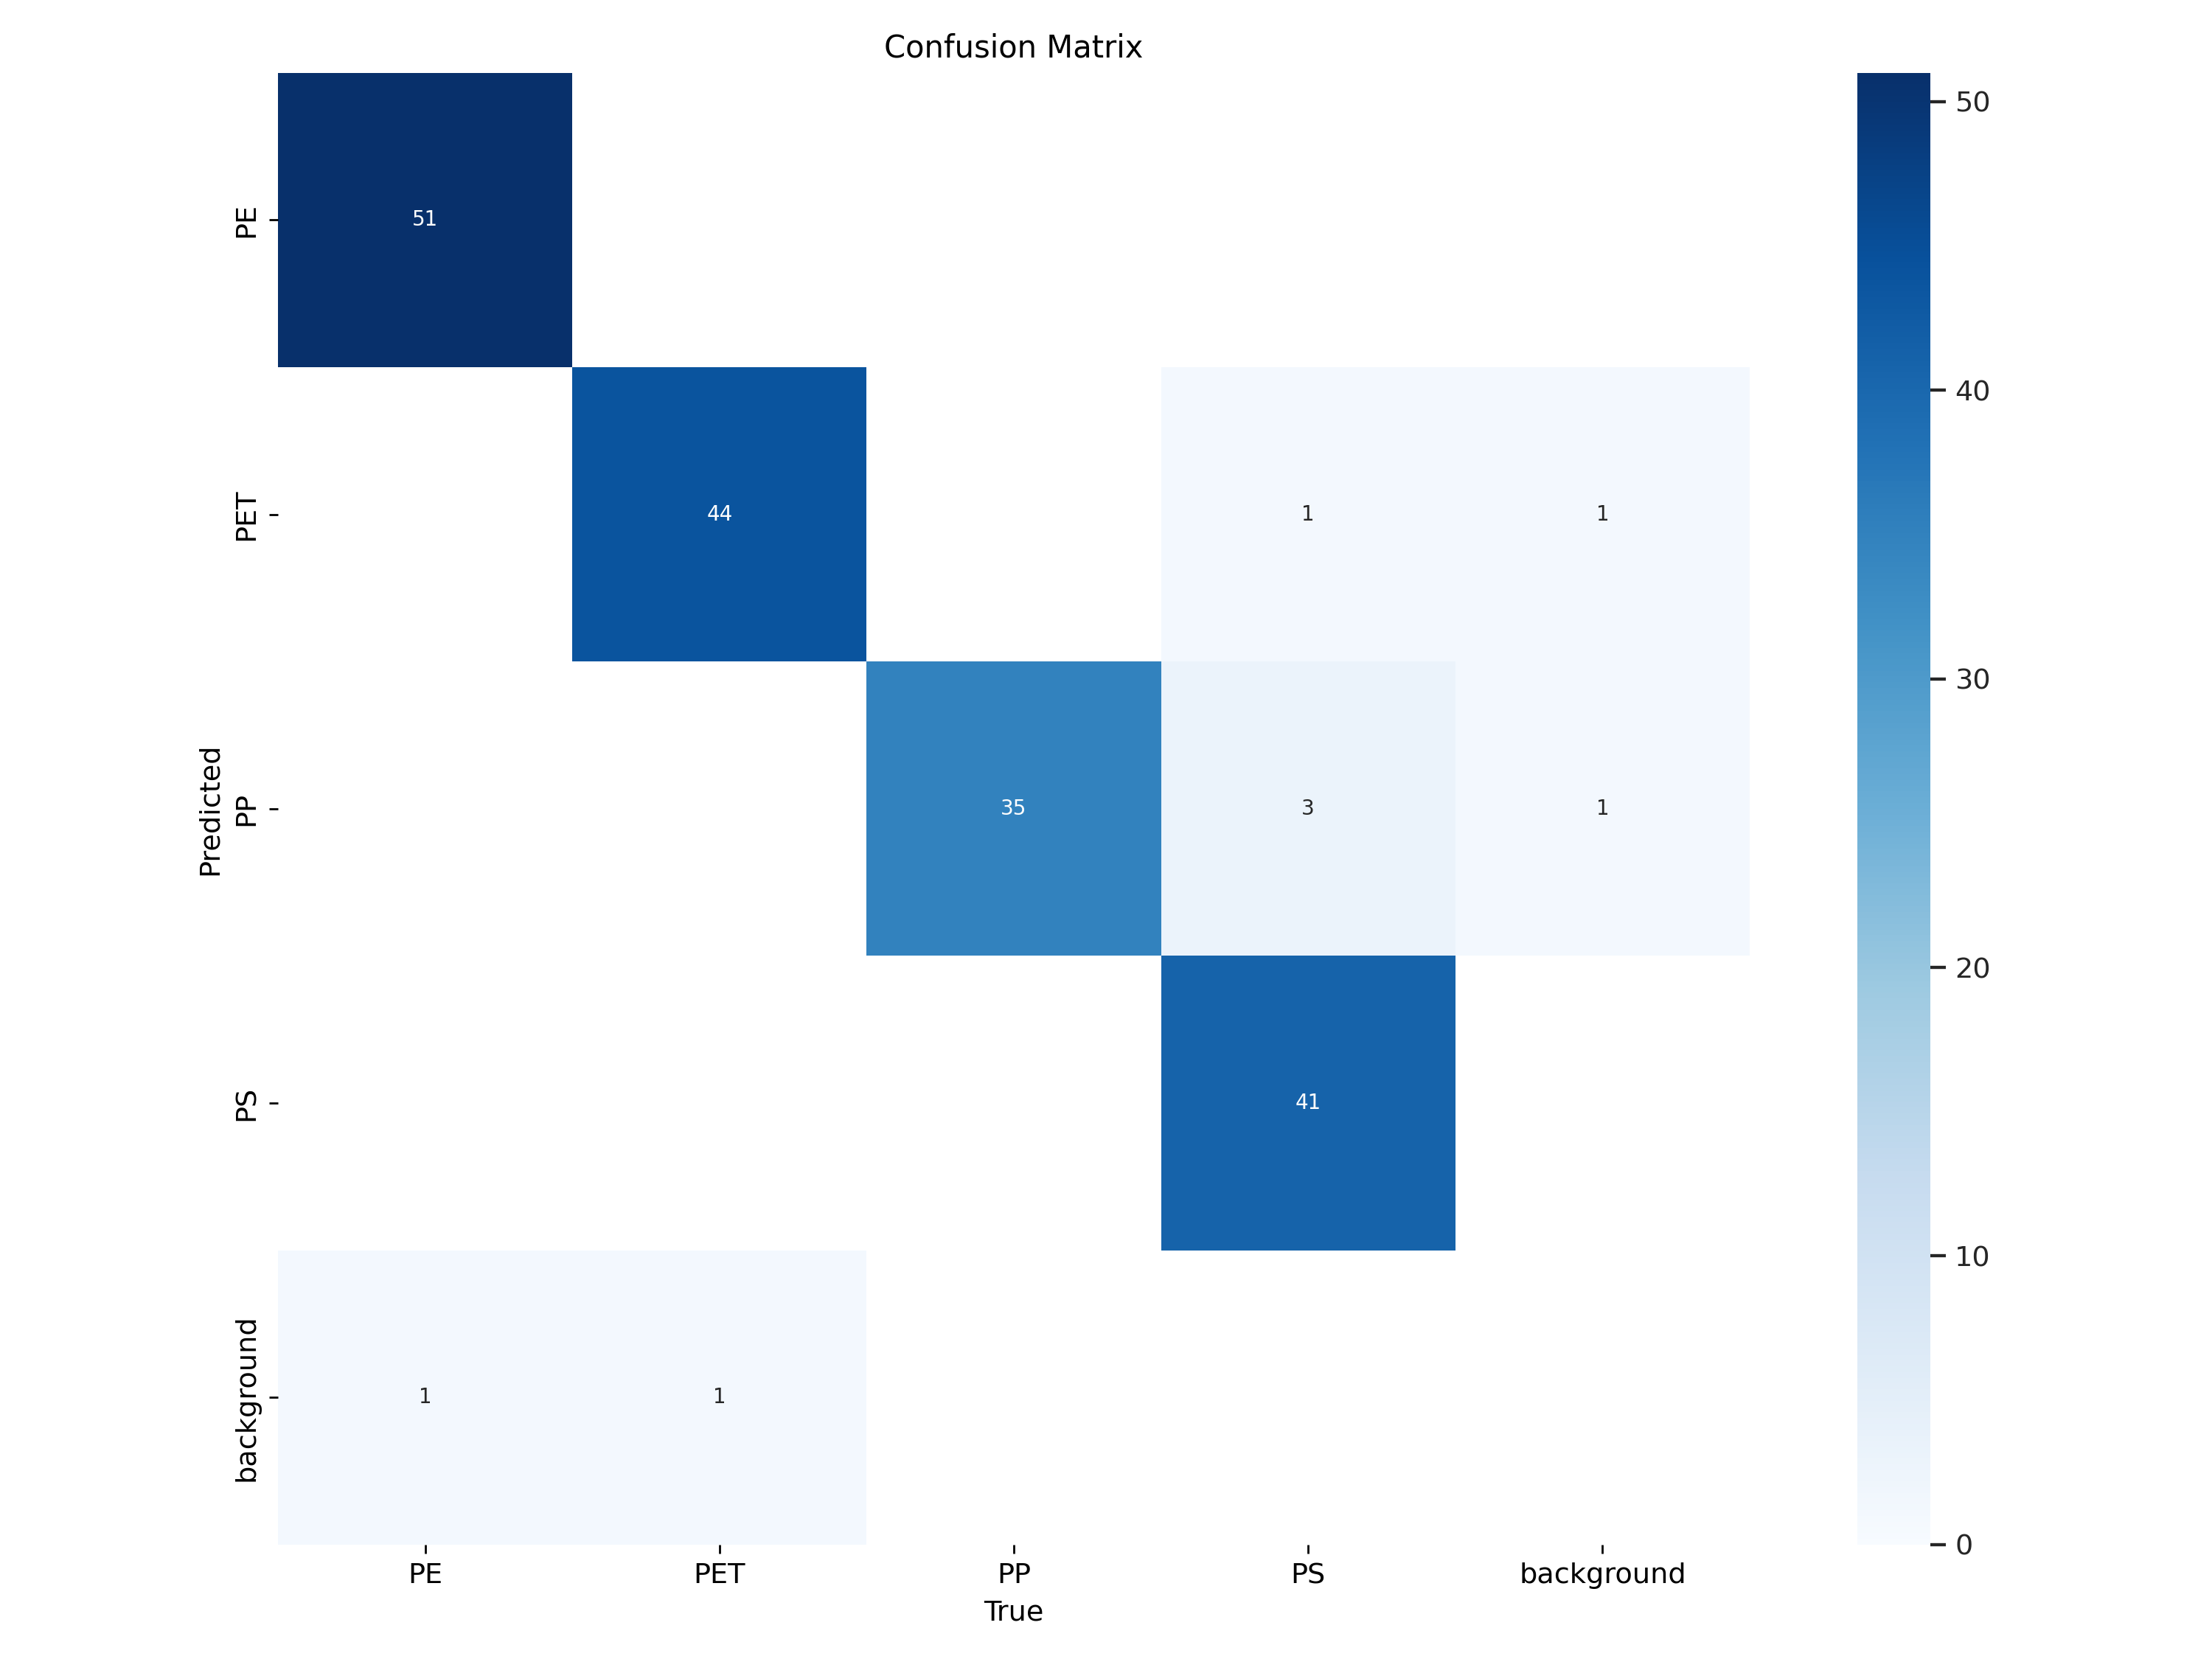 Confusion Matrix
PE
51
50
PET
44
1
1
40
Predicted
PP
35
3
1
30
PS
41
20
background
1
1
10
0
PE
PET
PP
PS
background
True